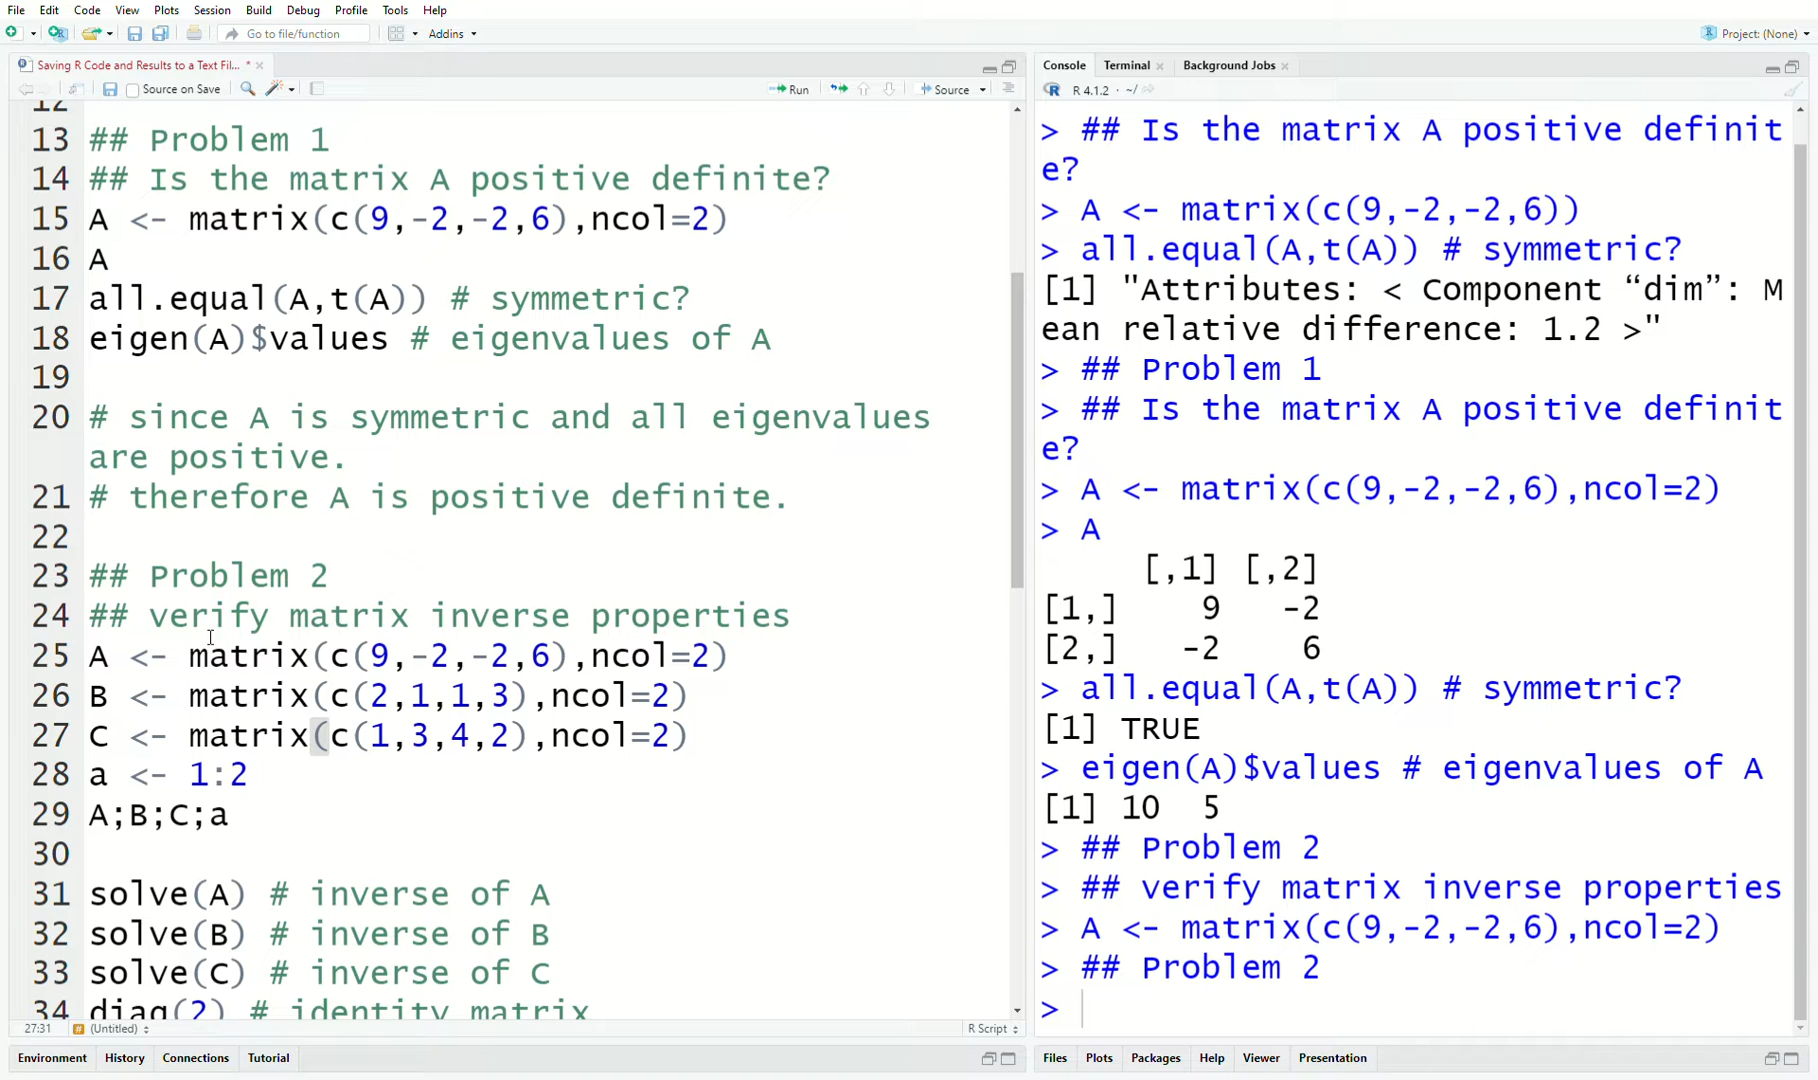 File Edit Code View Plots Session Build Debug Profile Tools Help
Go to file/function Addins Project: (None)
Saving R Code and Results to a Text Fil... *
Source on Save Run Source
12
13 ## Problem 1
14 ## Is the matrix A positive definite?
15 A <- matrix(c(9,-2,-2,6),ncol=2)
16 A
17 all.equal(A,t(A)) # symmetric?
18 eigen(A)$values # eigenvalues of A
19
20 # since A is symmetric and all eigenvalues
are positive.
21 # therefore A is positive definite.
22
23 ## Problem 2
24 ## verify matrix inverse properties
25 A <- matrix(c(9,-2,-2,6),ncol=2)
26 B <- matrix(c(2,1,1,3),ncol=2)
27 C <- matrix(c(1,3,4,2),ncol=2)
28 a <- 1:2
29 A;B;C;a
30
31 solve(A) # inverse of A
32 solve(B) # inverse of B
33 solve(C) # inverse of C
34 diag(2) # identity matrix
27:31 # (Untitled) R Script
Environment History Connections Tutorial
Console Terminal Background Jobs
R 4.1.2 · ~/
> ## Is the matrix A positive definit
e?
> A <- matrix(c(9,-2,-2,6))
> all.equal(A,t(A)) # symmetric?
[1] "Attributes: < Component “dim”: M
ean relative difference: 1.2 >"
> ## Problem 1
> ## Is the matrix A positive definit
e?
> A <- matrix(c(9,-2,-2,6),ncol=2)
> A
[,1] [,2]
[1,] 9 -2
[2,] -2 6
> all.equal(A,t(A)) # symmetric?
[1] TRUE
> eigen(A)$values # eigenvalues of A
[1] 10 5
> ## Problem 2
> ## verify matrix inverse properties
> A <- matrix(c(9,-2,-2,6),ncol=2)
> ## Problem 2
>
Files Plots Packages Help Viewer Presentation